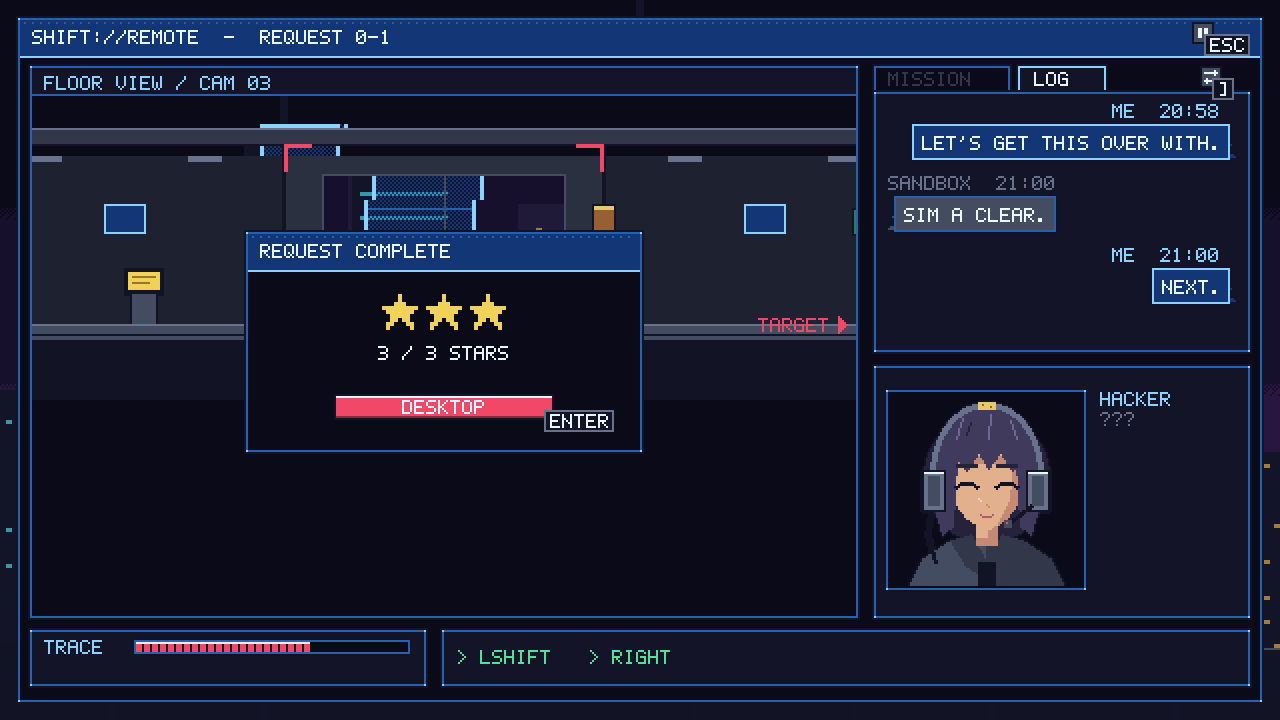 SHIFT://REMOTE - REQUEST 0-1
ESC
FLOOR VIEW / CAM 03
MISSION
LOG
]
ME 20:58
LET'S GET THIS OVER WITH.
SANDBOX 21:00
SIM A CLEAR.
ME 21:00
NEXT.
REQUEST COMPLETE
3 / 3 STARS
DESKTOP
ENTER
TARGET
HACKER
???
TRACE
> LSHIFT > RIGHT